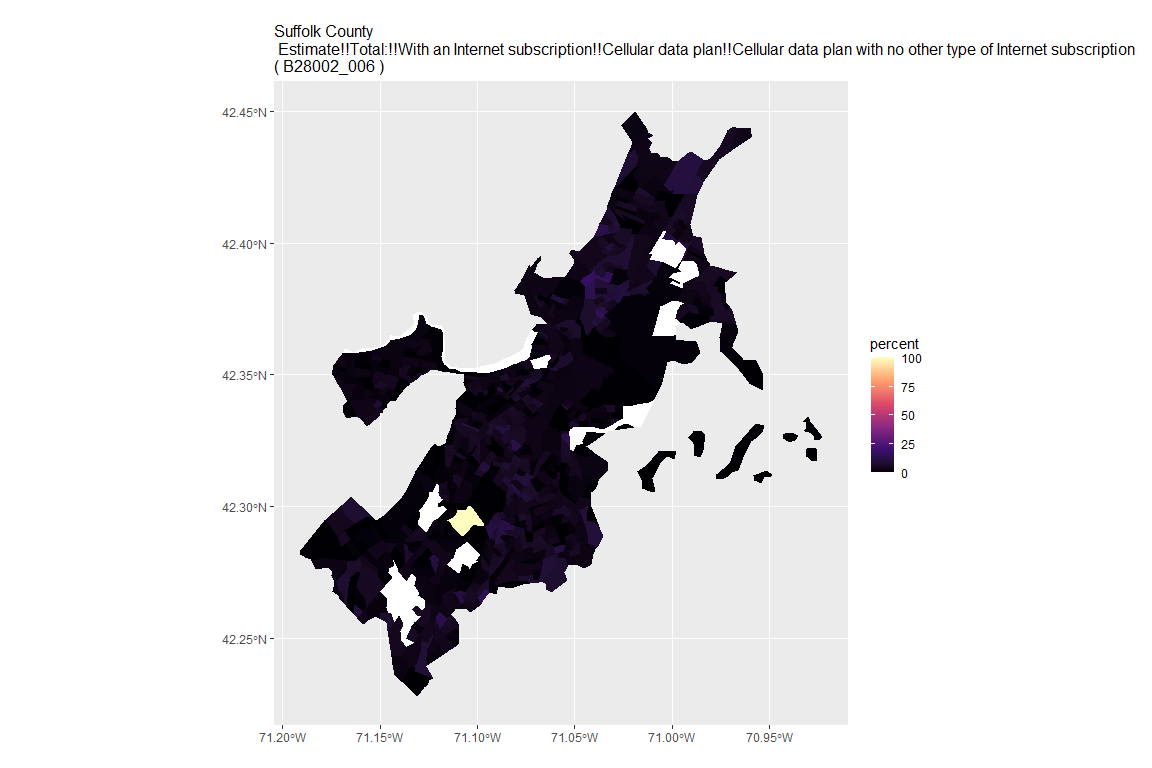 Suffolk County
Estimate!!Total:!!With an Internet subscription!!Cellular data plan!!Cellular data plan with no other type of Internet subscription
( B28002_006 )
42.45°N
42.40°N
42.35°N
42.30°N
42.25°N
71.20°W
71.15°W
71.10°W
71.05°W
71.00°W
70.95°W
percent
100
75
50
25
0